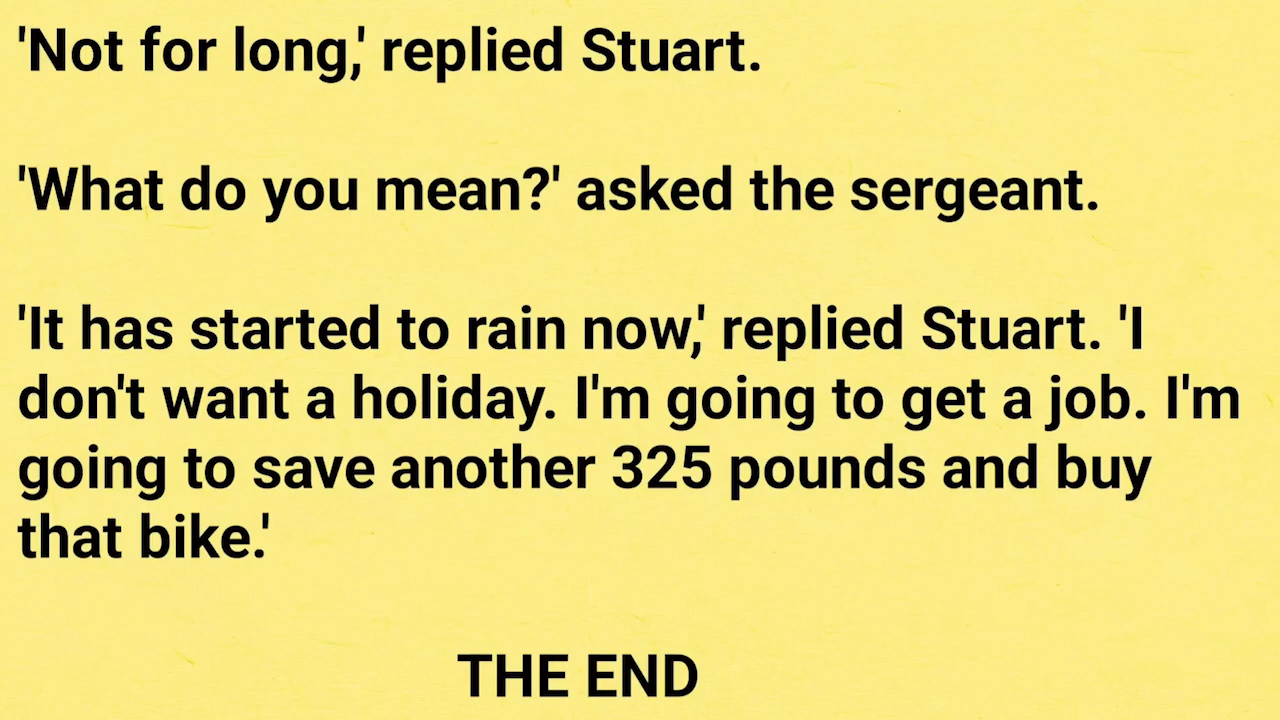 'Not for long,' replied Stuart.
'What do you mean?' asked the sergeant.
'It has started to rain now,' replied Stuart. 'I
don't want a holiday. I'm going to get a job. I'm
going to save another 325 pounds and buy
that bike.'
THE END